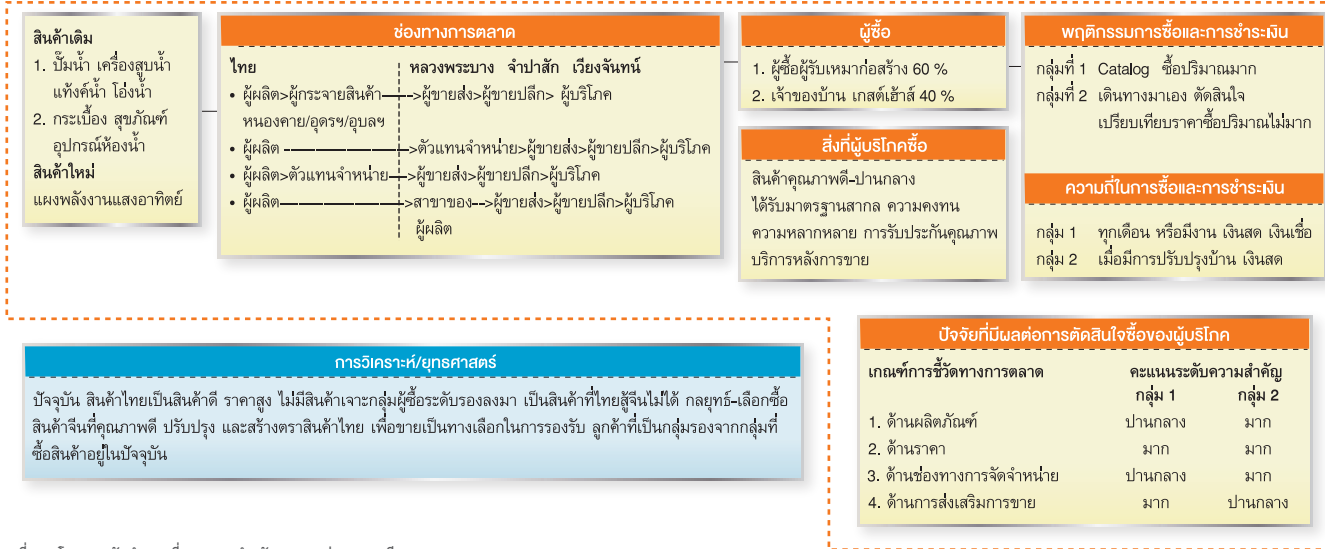 สินค้าเดิม
1. ปั๊มน้ำ เครื่องสูบน้ำ
แท้งค์น้ำ โอ่งน้ำ
2. กระเบื้อง สุขภัณฑ์
อุปกรณ์ห้องน้ำ
สินค้าใหม่
แผงพลังงานแสงอาทิตย์
ช่องทางการตลาด
ไทย หลวงพระบาง จำปาสัก เวียงจันทน์
• ผู้ผลิต>ผู้กระจายสินค้า---->ผู้ขายส่ง>ผู้ขายปลีก> ผู้บริโภค
หนองคาย/อุดรฯ/อุบลฯ
• ผู้ผลิต ---------------->ตัวแทนจำหน่าย>ผู้ขายส่ง>ผู้ขายปลีก>ผู้บริโภค
• ผู้ผลิต>ตัวแทนจำหน่าย---->ผู้ขายส่ง>ผู้ขายปลีก>ผู้บริโภค
• ผู้ผลิต---------------->สาขาของ-->ผู้ขายส่ง>ผู้ขายปลีก>ผู้บริโภค
ผู้ผลิต
ผู้ซื้อ
1. ผู้ซื้อผู้รับเหมาก่อสร้าง 60 %
2. เจ้าของบ้าน เกสต์เฮ้าส์ 40 %
สิ่งที่ผู้บริโภคซื้อ
สินค้าคุณภาพดี-ปานกลาง
ได้รับมาตรฐานสากล ความคงทน
ความหลากหลาย การรับประกันคุณภาพ
บริการหลังการขาย
พฤติกรรมการซื้อและการชำระเงิน
กลุ่มที่ 1 Catalog ซื้อปริมาณมาก
กลุ่มที่ 2 เดินทางมาเอง ตัดสินใจ
เปรียบเทียบราคาซื้อปริมาณไม่มาก
ความถี่ในการซื้อและการชำระเงิน
กลุ่ม 1 ทุกเดือน หรือมีงาน เงินสด เงินเชื่อ
กลุ่ม 2 เมื่อมีการปรับปรุงบ้าน เงินสด
การวิเคราะห์/ยุทธศาสตร์
ปัจจุบัน สินค้าไทยเป็นสินค้าดี ราคาสูง ไม่มีสินค้าเจาะกลุ่มผู้ซื้อระดับรองลงมา เป็นสินค้าที่ไทยสู้จีนไม่ได้ กลยุทธ์-เลือกซื้อ
สินค้าจีนที่คุณภาพดี ปรับปรุง และสร้างตราสินค้าไทย เพื่อขายเป็นทางเลือกในการรองรับ ลูกค้าที่เป็นกลุ่มรองจากกลุ่มที่
ซื้อสินค้าอยู่ในปัจจุบัน
ปัจจัยที่มีผลต่อการตัดสินใจซื้อของผู้บริโภค
เกณฑ์การชี้วัดทางการตลาด คะแนนระดับความสำคัญ
กลุ่ม 1 กลุ่ม 2
1. ด้านผลิตภัณฑ์ ปานกลาง มาก
2. ด้านราคา มาก มาก
3. ด้านช่องทางการจัดจำหน่าย ปานกลาง มาก
4. ด้านการส่งเสริมการขาย มาก ปานกลาง